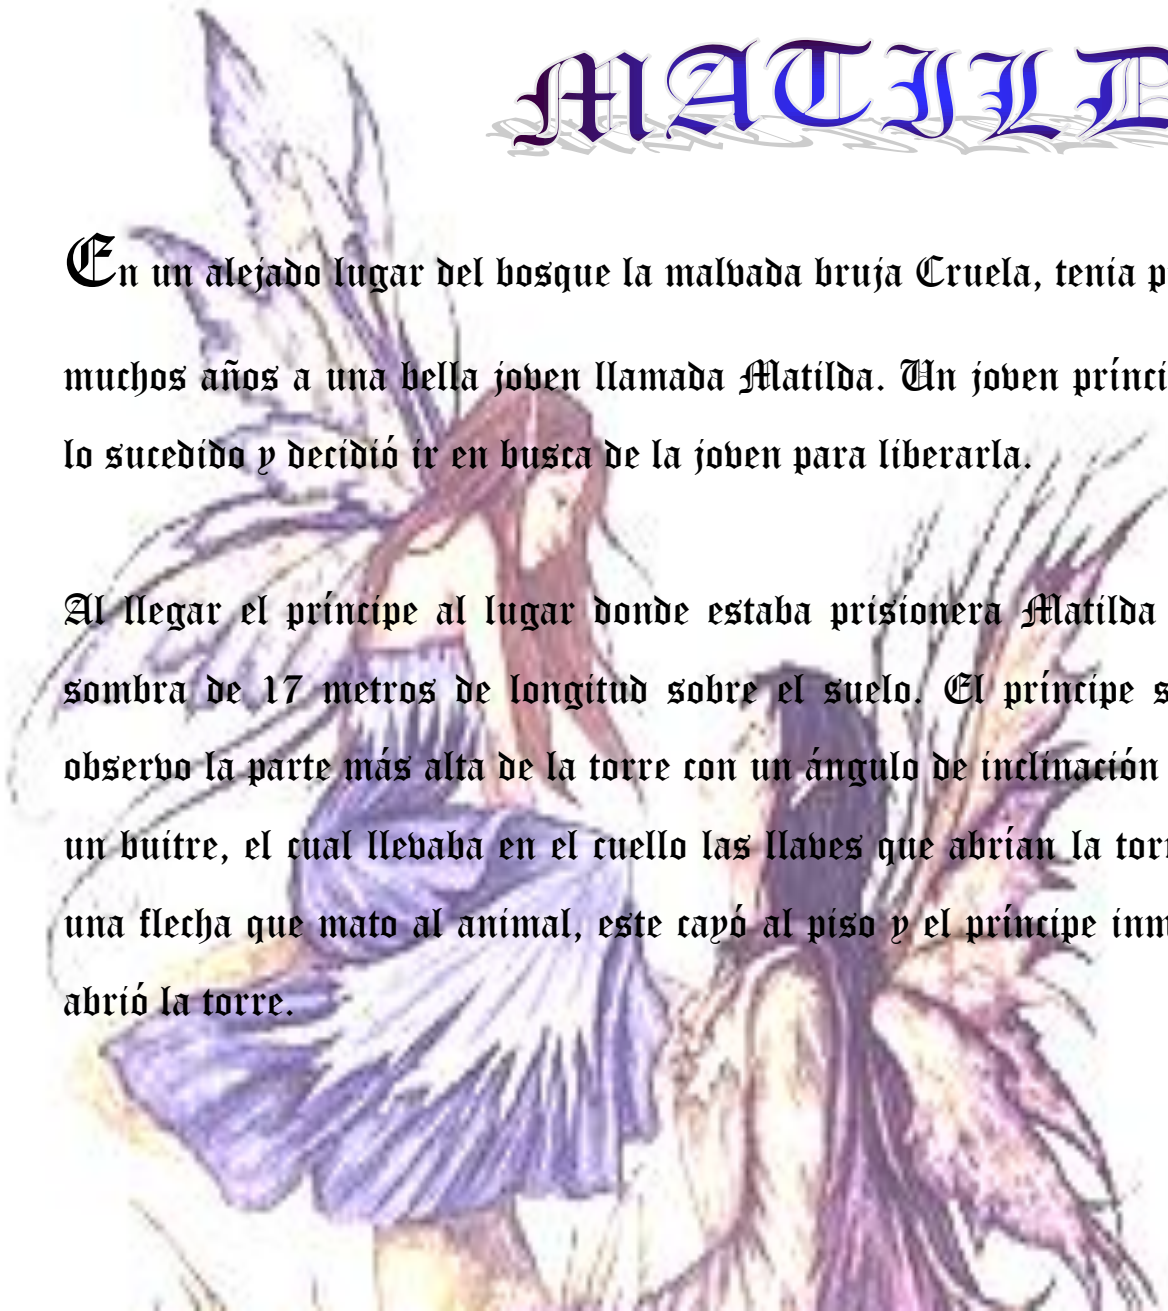 MATILD
En un alejado lugar del bosque la malvada bruja Cruela, tenia p
muchos años a una bella joven llamada Matilda. Un joven prínci
lo sucedido y decidió ir en busca de la joven para liberarla.
Al llegar el príncipe al lugar donde estaba prisionera Matilda
sombra de 17 metros de longitud sobre el suelo. El príncipe s
observo la parte más alta de la torre con un ángulo de inclinación
un buitre, el cual llevaba en el cuello las llaves que abrían la torr
una flecha que mato al animal, este cayó al piso y el príncipe inm
abrió la torre.